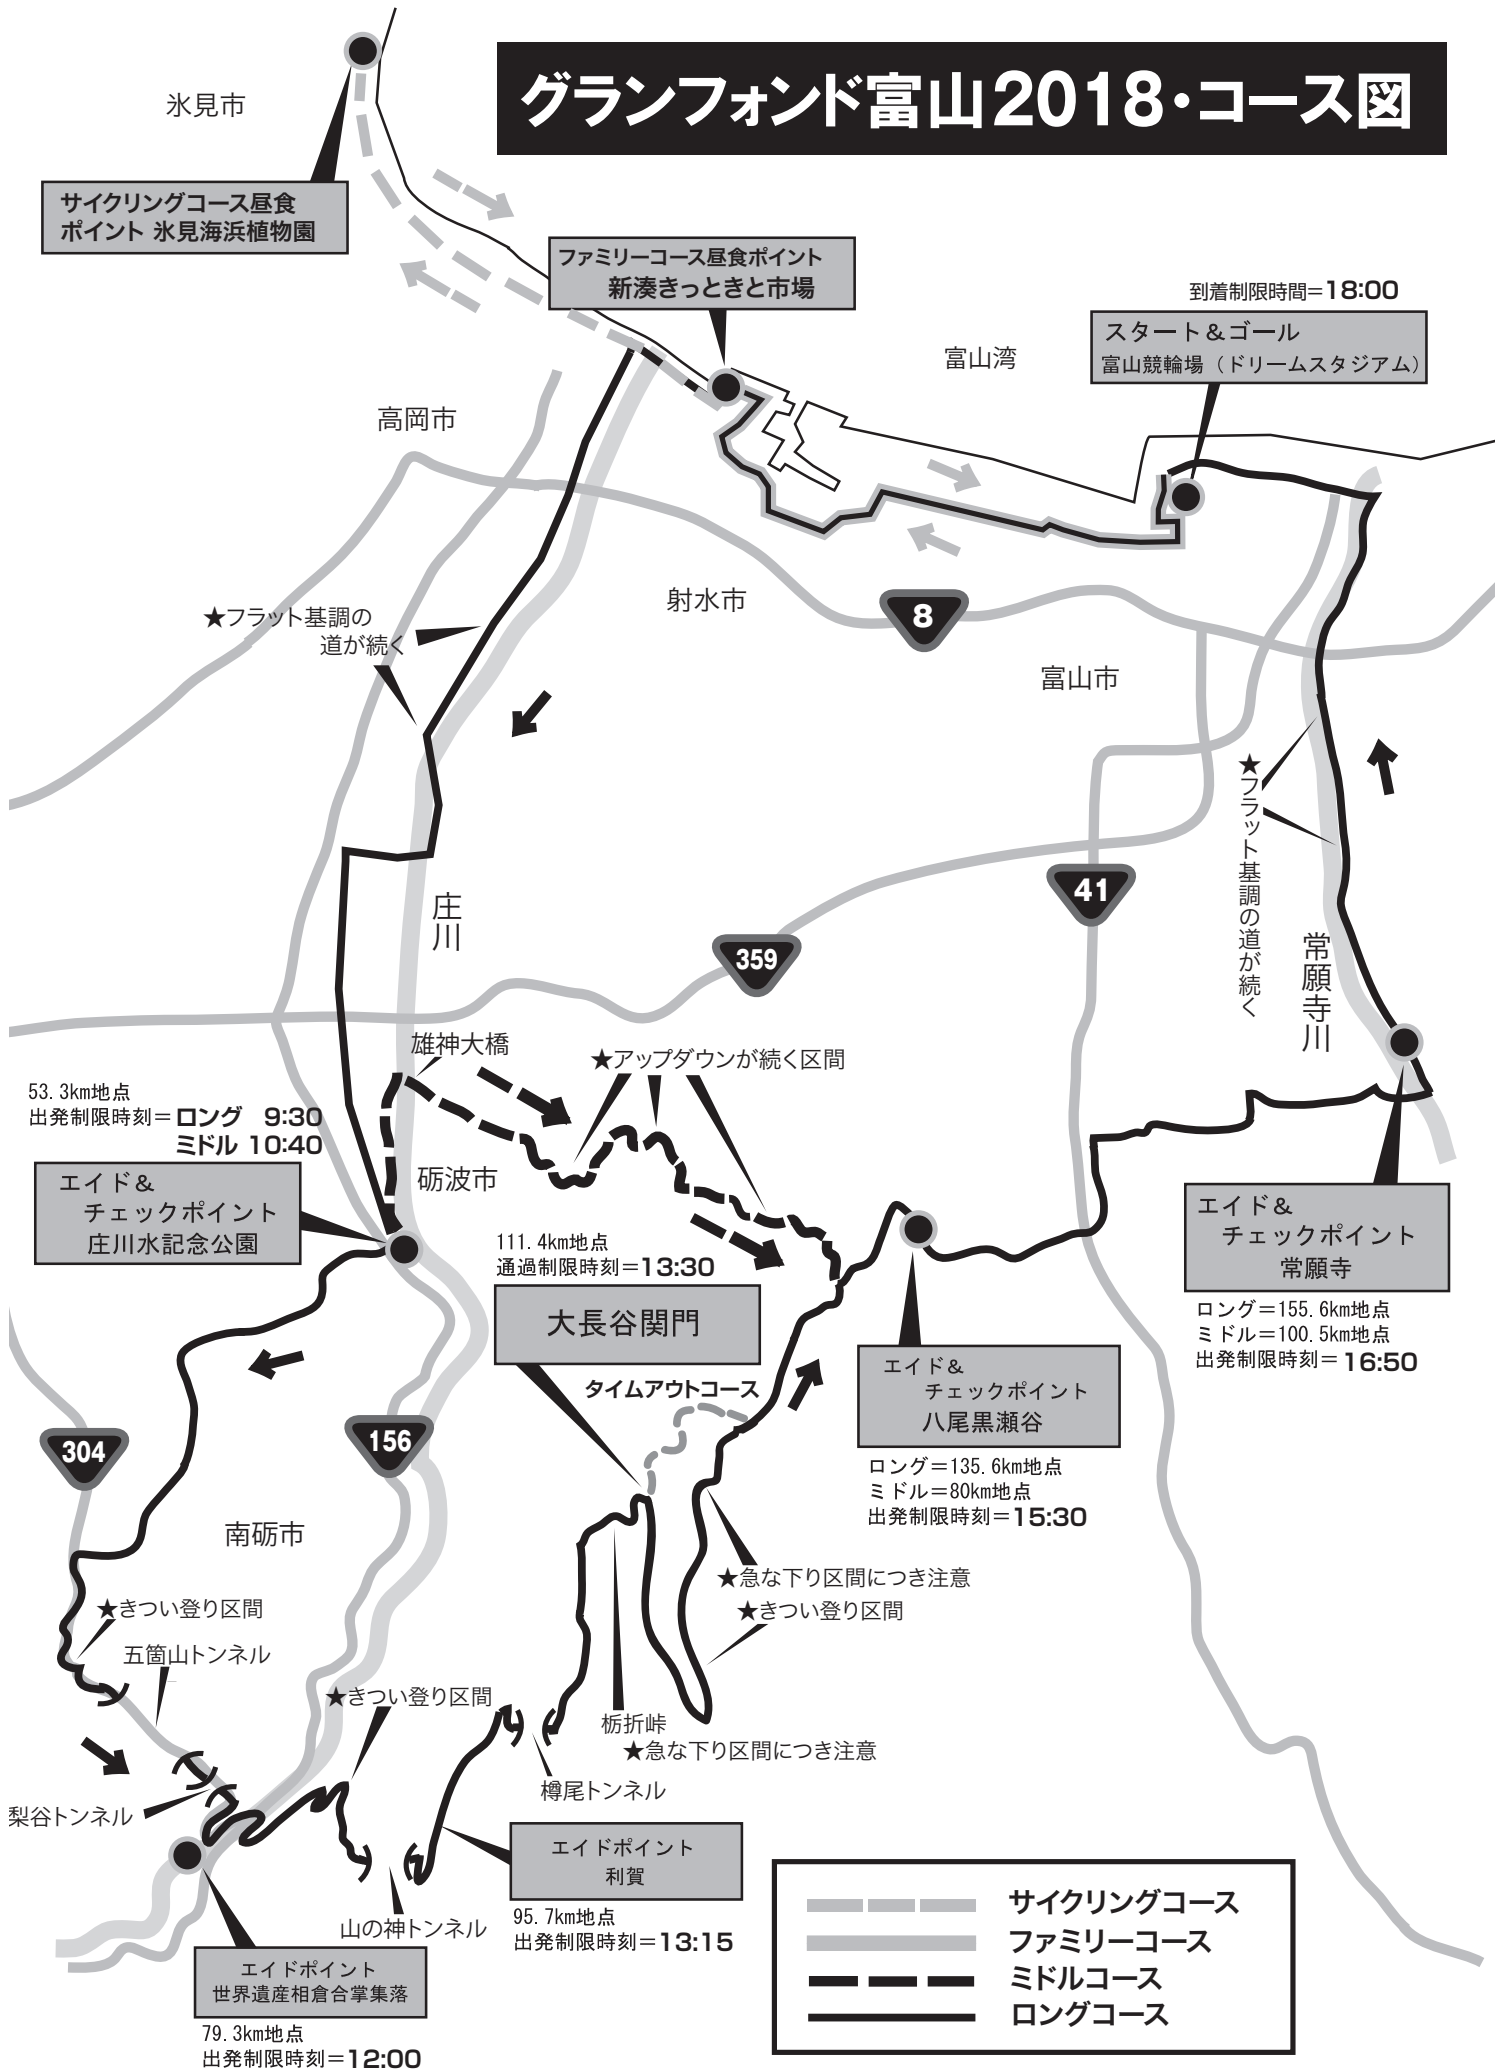 グランフォンド富山2018・コース図
氷見市
サイクリングコース昼食
ポイント 氷見海浜植物園
ファミリーコース昼食ポイント
新湊きっときと市場
到着制限時間＝18:00
スタート＆ゴール
富山競輪場（ドリームスタジアム）
富山湾
高岡市
射水市
8
★フラット基調の
道が続く
富山市
★フラット基調の道が続く
41
庄川
359
常願寺川
雄神大橋
★アップダウンが続く区間
53.3km地点
出発制限時刻＝ロング 9:30
ミドル 10:40
エイド＆
チェックポイント
庄川水記念公園
砺波市
111.4km地点
通過制限時刻＝13:30
大長谷関門
タイムアウトコース
エイド＆
チェックポイント
常願寺
ロング＝155.6km地点
ミドル＝100.5km地点
出発制限時刻＝16:50
エイド＆
チェックポイント
八尾黒瀬谷
ロング＝135.6km地点
ミドル＝80km地点
出発制限時刻＝15:30
304
156
南砺市
★急な下り区間につき注意
★きつい登り区間
★きつい登り区間
五箇山トンネル
★きつい登り区間
栃折峠
★急な下り区間につき注意
樽尾トンネル
梨谷トンネル
エイドポイント
利賀
95.7km地点
出発制限時刻＝13:15
山の神トンネル
エイドポイント
世界遺産相倉合掌集落
79.3km地点
出発制限時刻＝12:00
サイクリングコース
ファミリーコース
ミドルコース
ロングコース